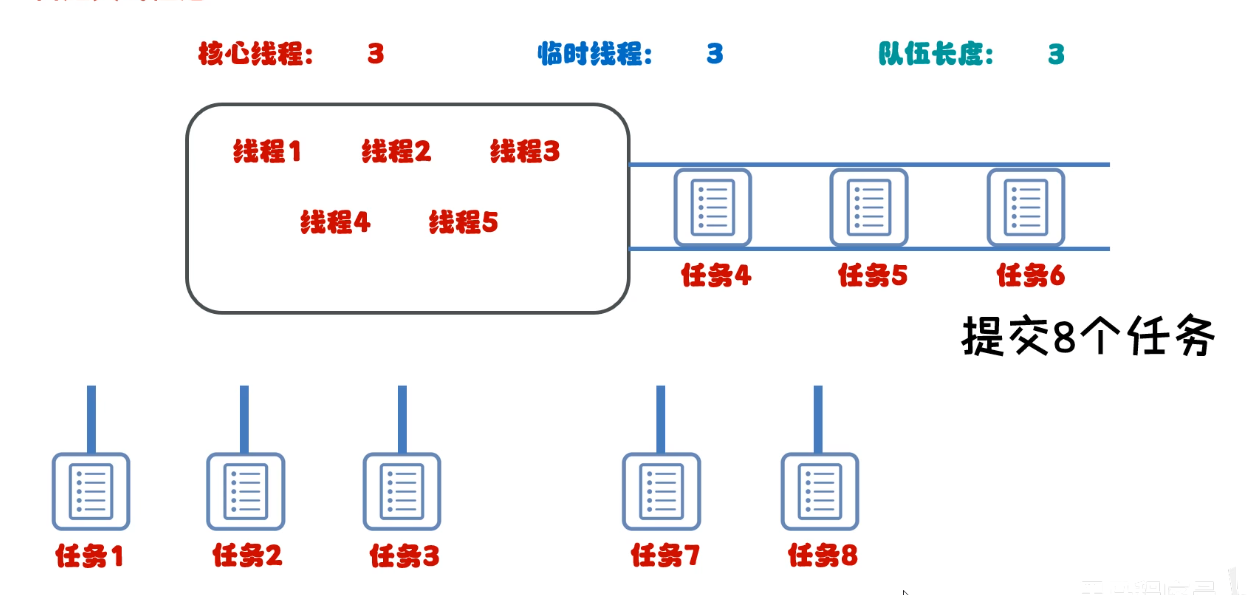 核心线程： 3 临时线程： 3 队伍长度： 3
线程1 线程2 线程3
线程4 线程5
任务4 任务5 任务6
提交8个任务
任务1 任务2 任务3 任务7 任务8